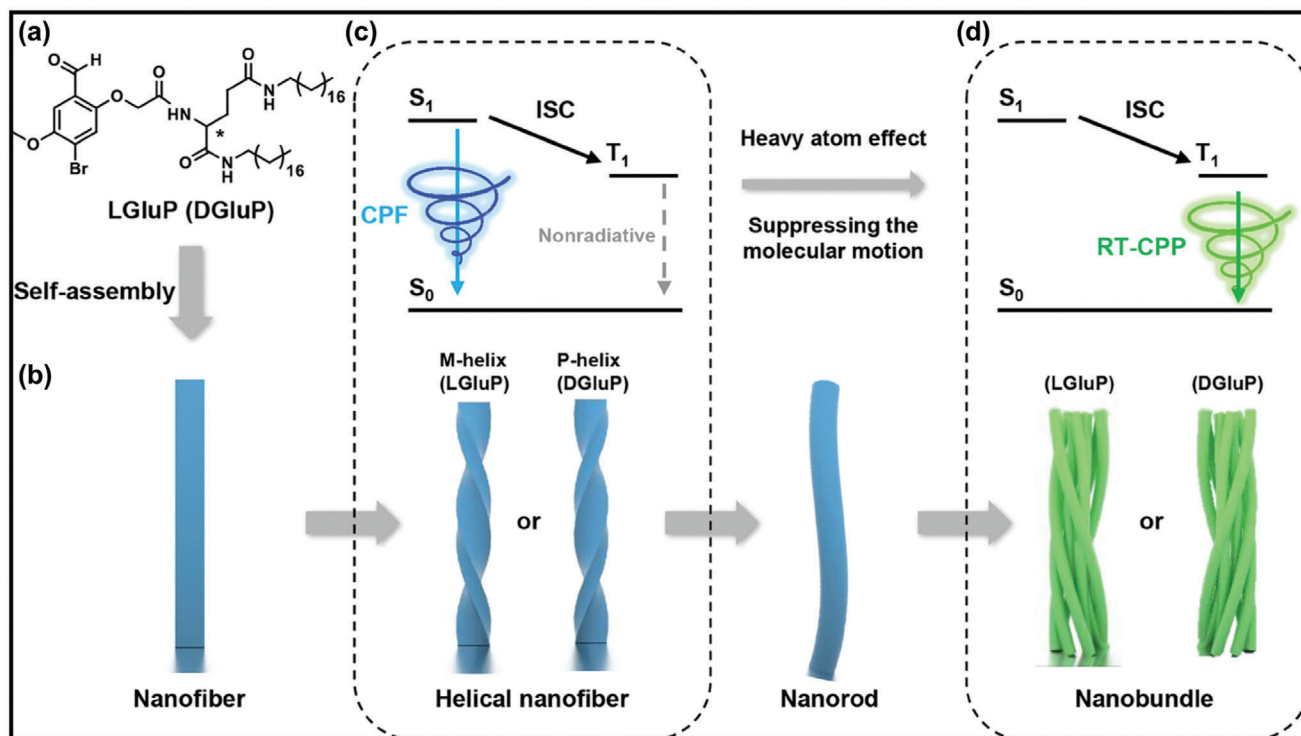 (a)
O
H
O
O
N
H
16
O
N
H
*
O
Br
O
N
H
16
LGluP (DGluP)
Self-assembly
(b)
Nanofiber
(c)
S1
ISC
T1
CPF
Nonradiative
S0
M-helix
(LGluP)
P-helix
(DGluP)
or
Helical nanofiber
Heavy atom effect
Suppressing the
molecular motion
Nanorod
(d)
S1
ISC
T1
RT-CPP
S0
(LGluP)
(DGluP)
or
Nanobundle